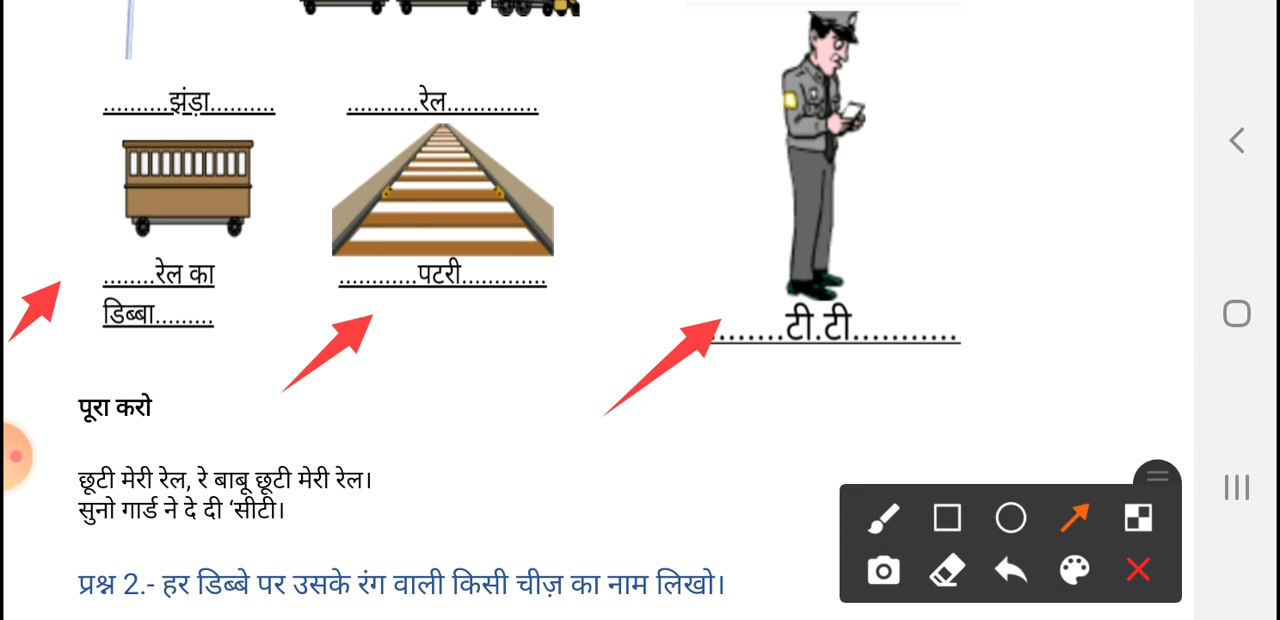 ..........झंड़ा..........
...........रेल..............
........रेल का
डिब्बा.........
............पटरी.............
.......टी.टी...........
पूरा करो
छूटी मेरी रेल, रे बाबू छूटी मेरी रेल।
सुनो गार्ड ने दे दी ‘सीटी।
प्रश्न 2.- हर डिब्बे पर उसके रंग वाली किसी चीज़ का नाम लिखो।